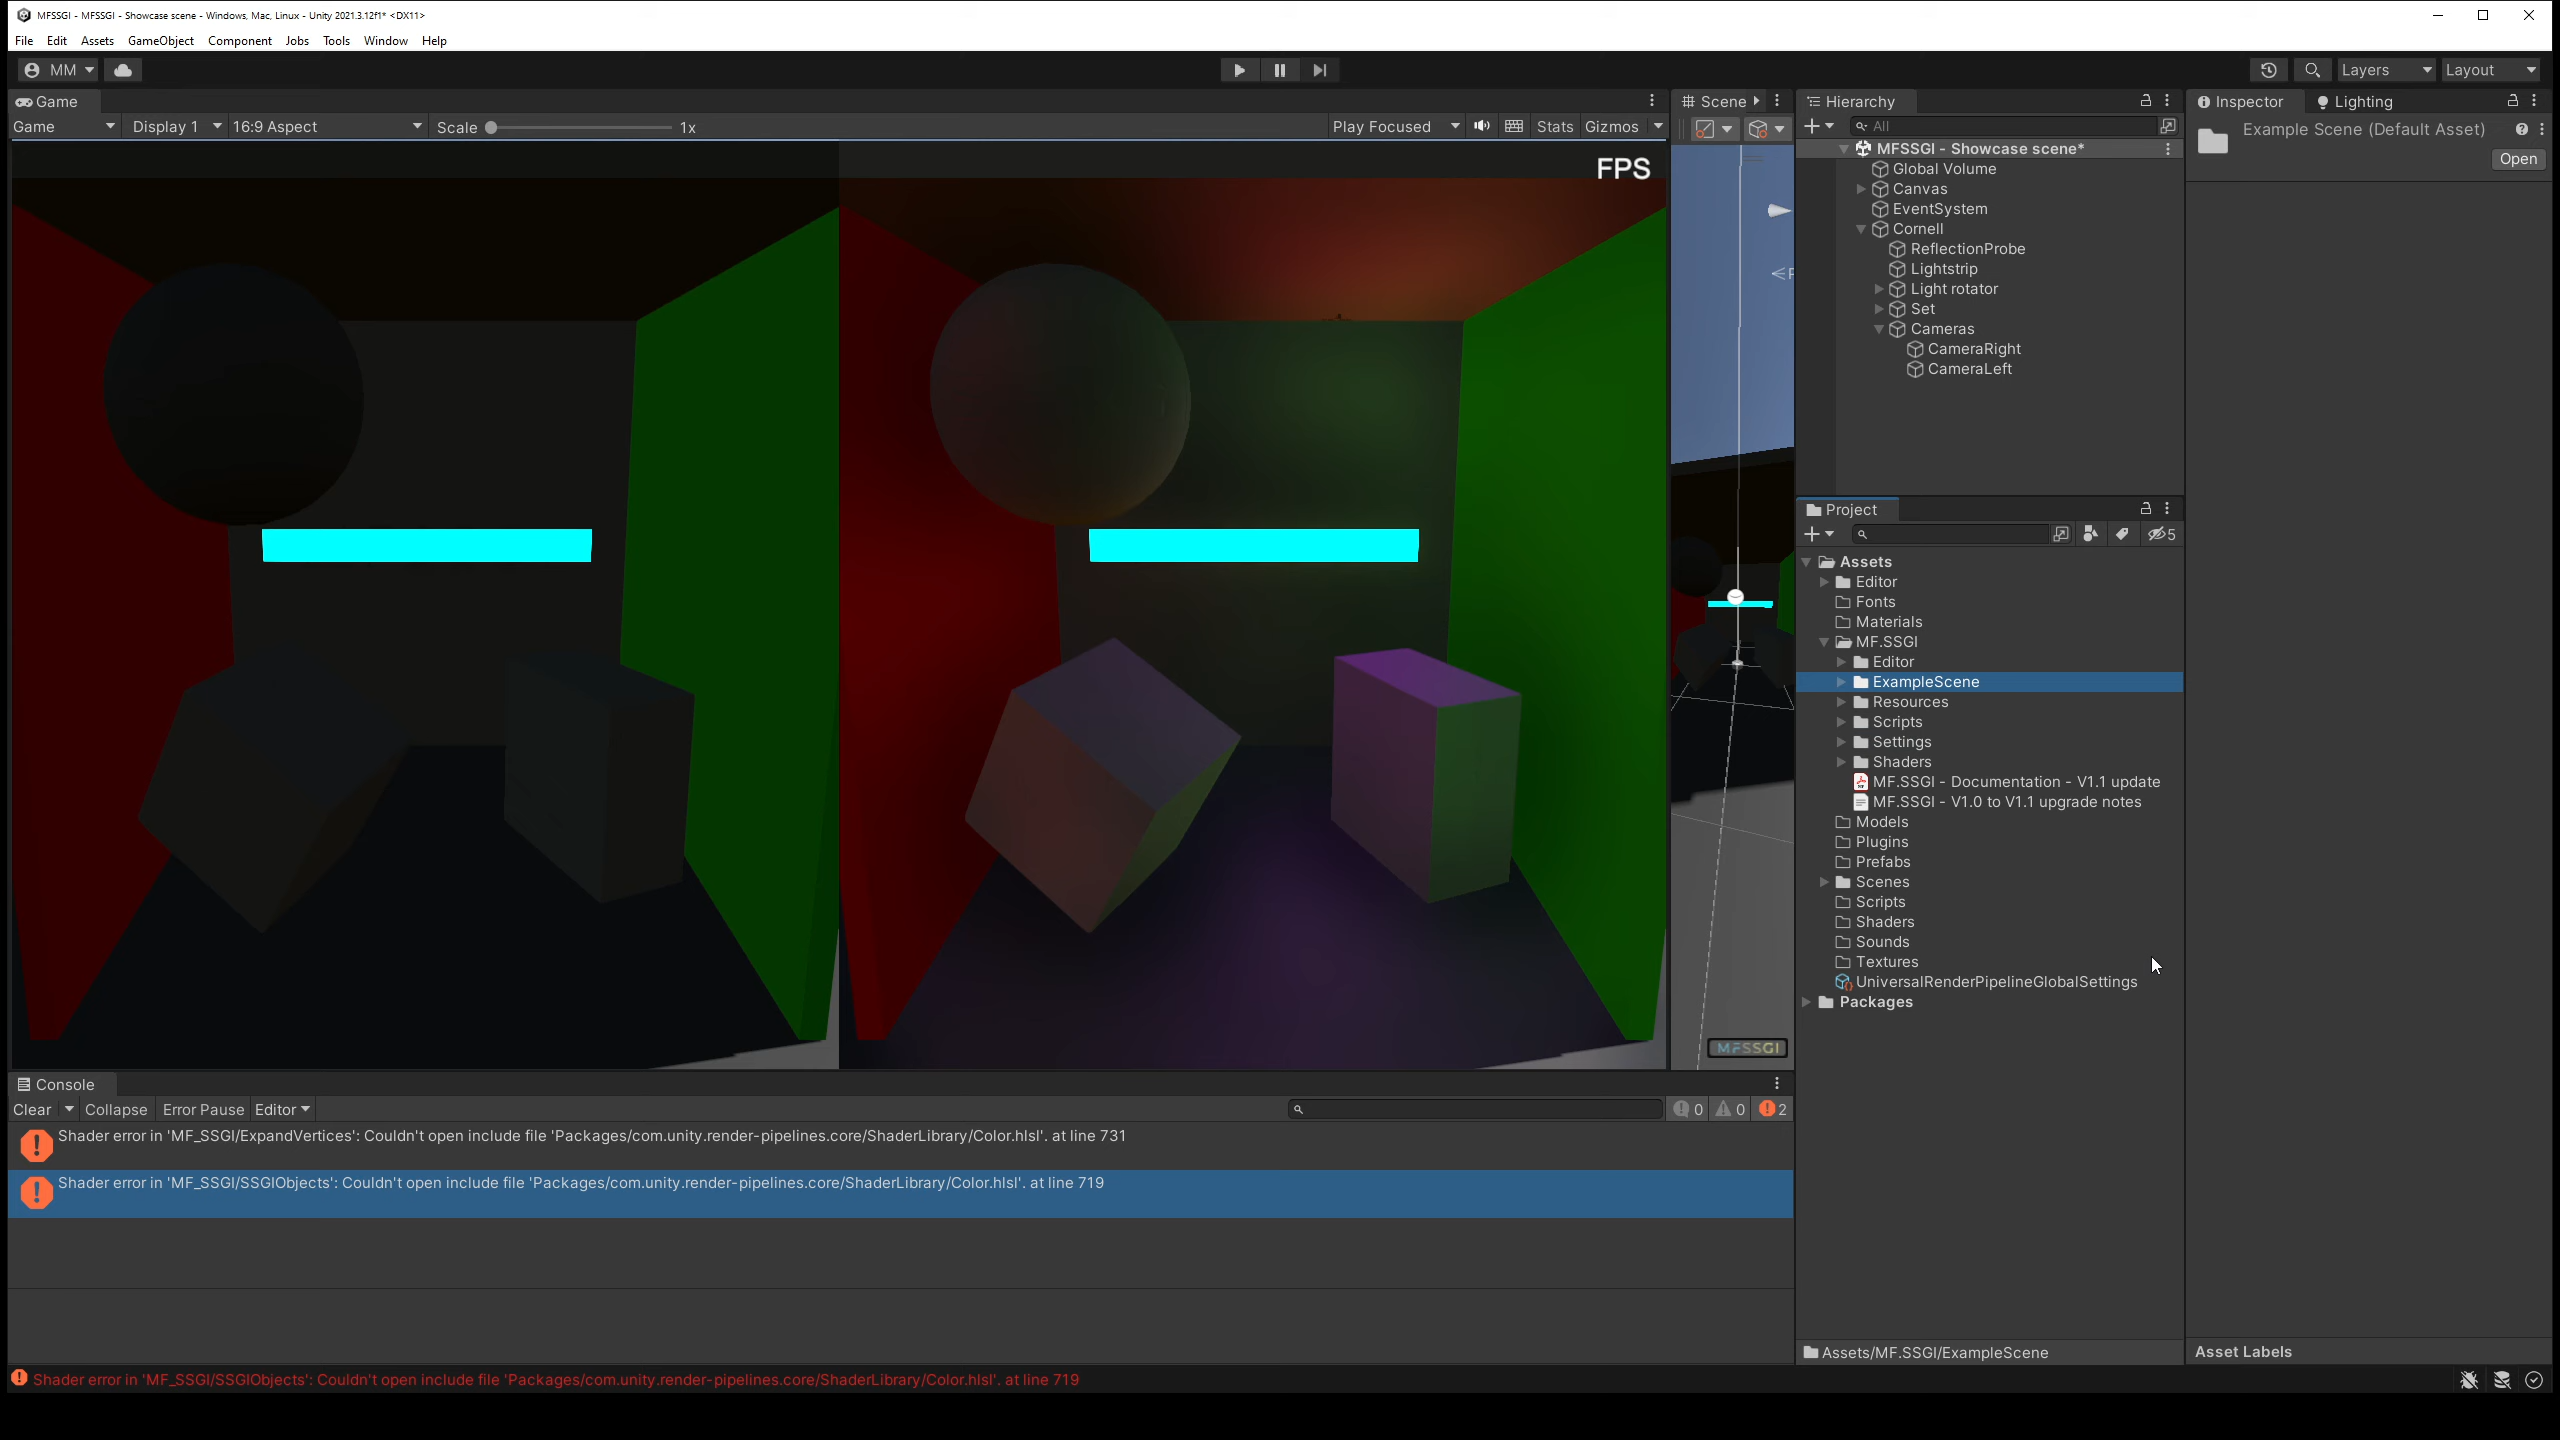 MFSSGI - MFSSGI - Showcase scene - Windows, Mac, Linux - Unity 2021.3.12f1* <DX11>
File Edit Assets GameObject Component Jobs Tools Window Help
MM
Layers
Layout
Game
Game
Display 1
16:9 Aspect
Scale
1x
Play Focused
Stats
Gizmos
FPS
Scene
MFSSGI
Hierarchy
All
MFSSGI - Showcase scene*
Global Volume
Canvas
EventSystem
Cornell
ReflectionProbe
Lightstrip
Light rotator
Set
Cameras
CameraRight
CameraLeft
Project
5
Assets
Editor
Fonts
Materials
MF.SSGI
Editor
ExampleScene
Resources
Scripts
Settings
Shaders
MF.SSGI - Documentation - V1.1 update
MF.SSGI - V1.0 to V1.1 upgrade notes
Models
Plugins
Prefabs
Scenes
Scripts
Shaders
Sounds
Textures
UniversalRenderPipelineGlobalSettings
Packages
Assets/MF.SSGI/ExampleScene
Inspector
Lighting
Example Scene (Default Asset)
Open
Asset Labels
Console
Clear
Collapse
Error Pause
Editor
0
0
2
Shader error in 'MF_SSGI/ExpandVertices': Couldn't open include file 'Packages/com.unity.render-pipelines.core/ShaderLibrary/Color.hlsl'. at line 731
Shader error in 'MF_SSGI/SSGIObjects': Couldn't open include file 'Packages/com.unity.render-pipelines.core/ShaderLibrary/Color.hlsl'. at line 719
Shader error in 'MF_SSGI/SSGIObjects': Couldn't open include file 'Packages/com.unity.render-pipelines.core/ShaderLibrary/Color.hlsl'. at line 719